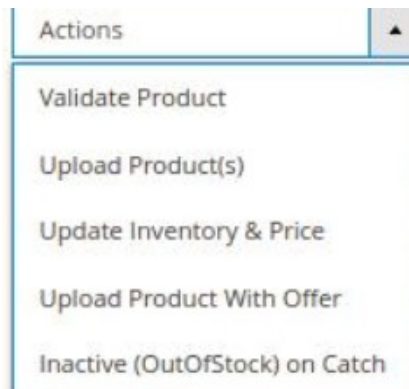 Actions
Validate Product
Upload Product(s)
Update Inventory & Price
Upload Product With Offer
Inactive (OutOfStock) on Catch